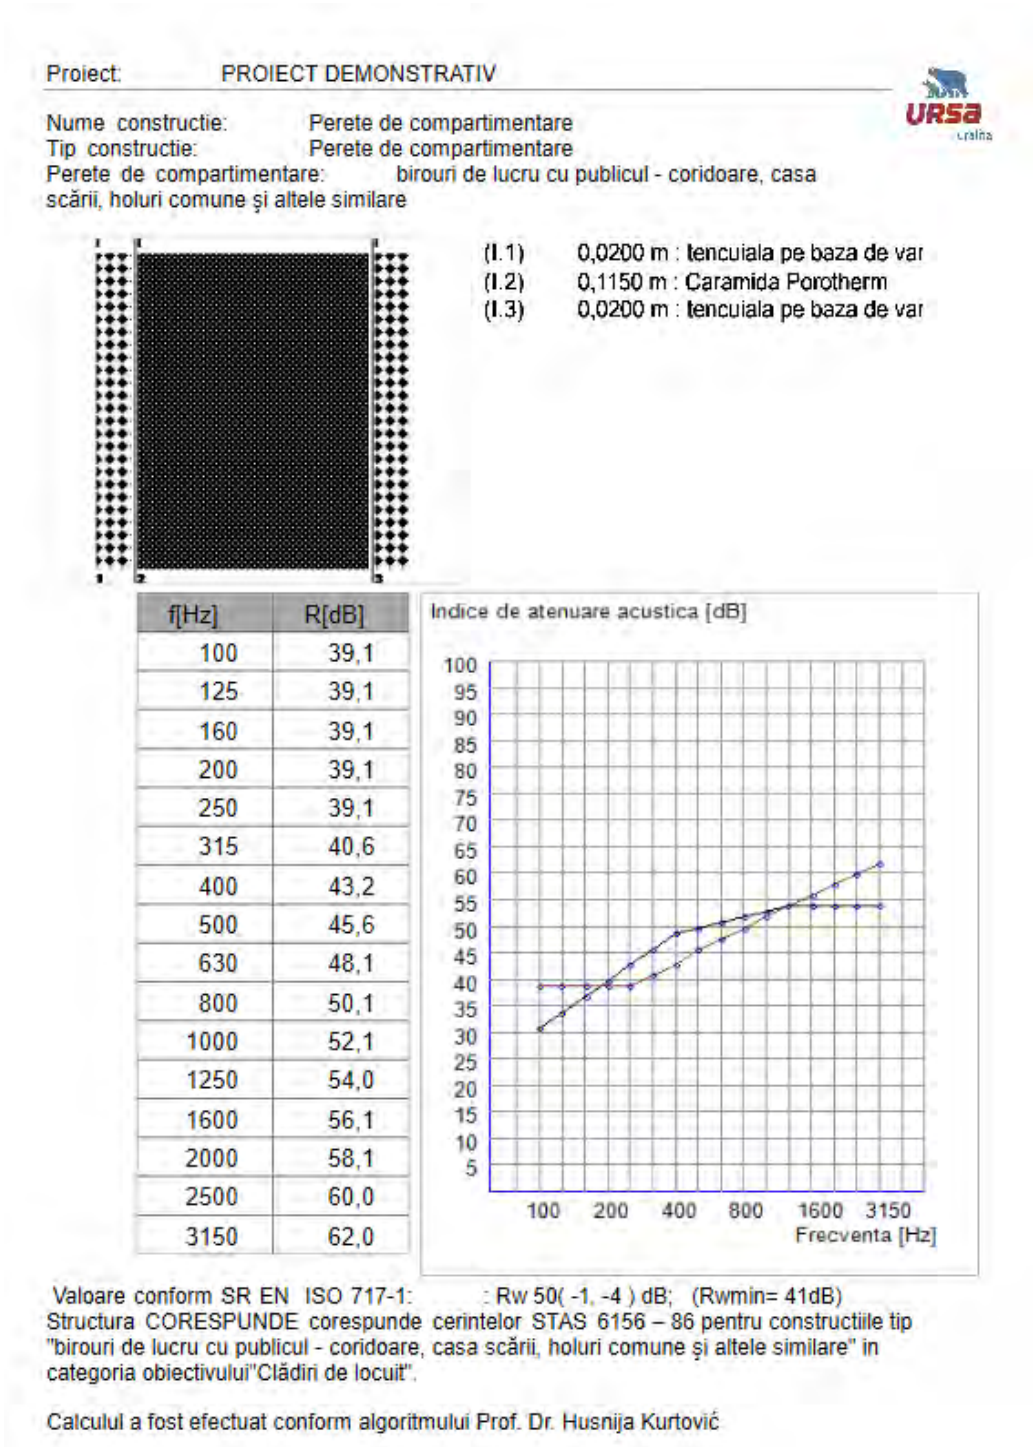 Proiect: PROIECT DEMONSTRATIV
URSA
uralita
Nume constructie: Perete de compartimentare
Tip constructie: Perete de compartimentare
Perete de compartimentare: birouri de lucru cu publicul - coridoare, casa
scării, holuri comune și altele similare
(I.1) 0,0200 m : tencuiala pe baza de var
(I.2) 0,1150 m : Caramida Porotherm
(I.3) 0,0200 m : tencuiala pe baza de var
1 2 3
f[Hz] R[dB]
100 39,1
125 39,1
160 39,1
200 39,1
250 39,1
315 40,6
400 43,2
500 45,6
630 48,1
800 50,1
1000 52,1
1250 54,0
1600 56,1
2000 58,1
2500 60,0
3150 62,0
Indice de atenuare acustica [dB]
100
95
90
85
80
75
70
65
60
55
50
45
40
35
30
25
20
15
10
5
100 200 400 800 1600 3150
Frecventa [Hz]
Valoare conform SR EN ISO 717-1: : Rw 50( -1, -4 ) dB; (Rwmin= 41dB)
Structura CORESPUNDE corespunde cerintelor STAS 6156 – 86 pentru constructiile tip
"birouri de lucru cu publicul - coridoare, casa scării, holuri comune și altele similare" in
categoria obiectivului"Clădiri de locuit".
Calculul a fost efectuat conform algoritmului Prof. Dr. Husnija Kurtović